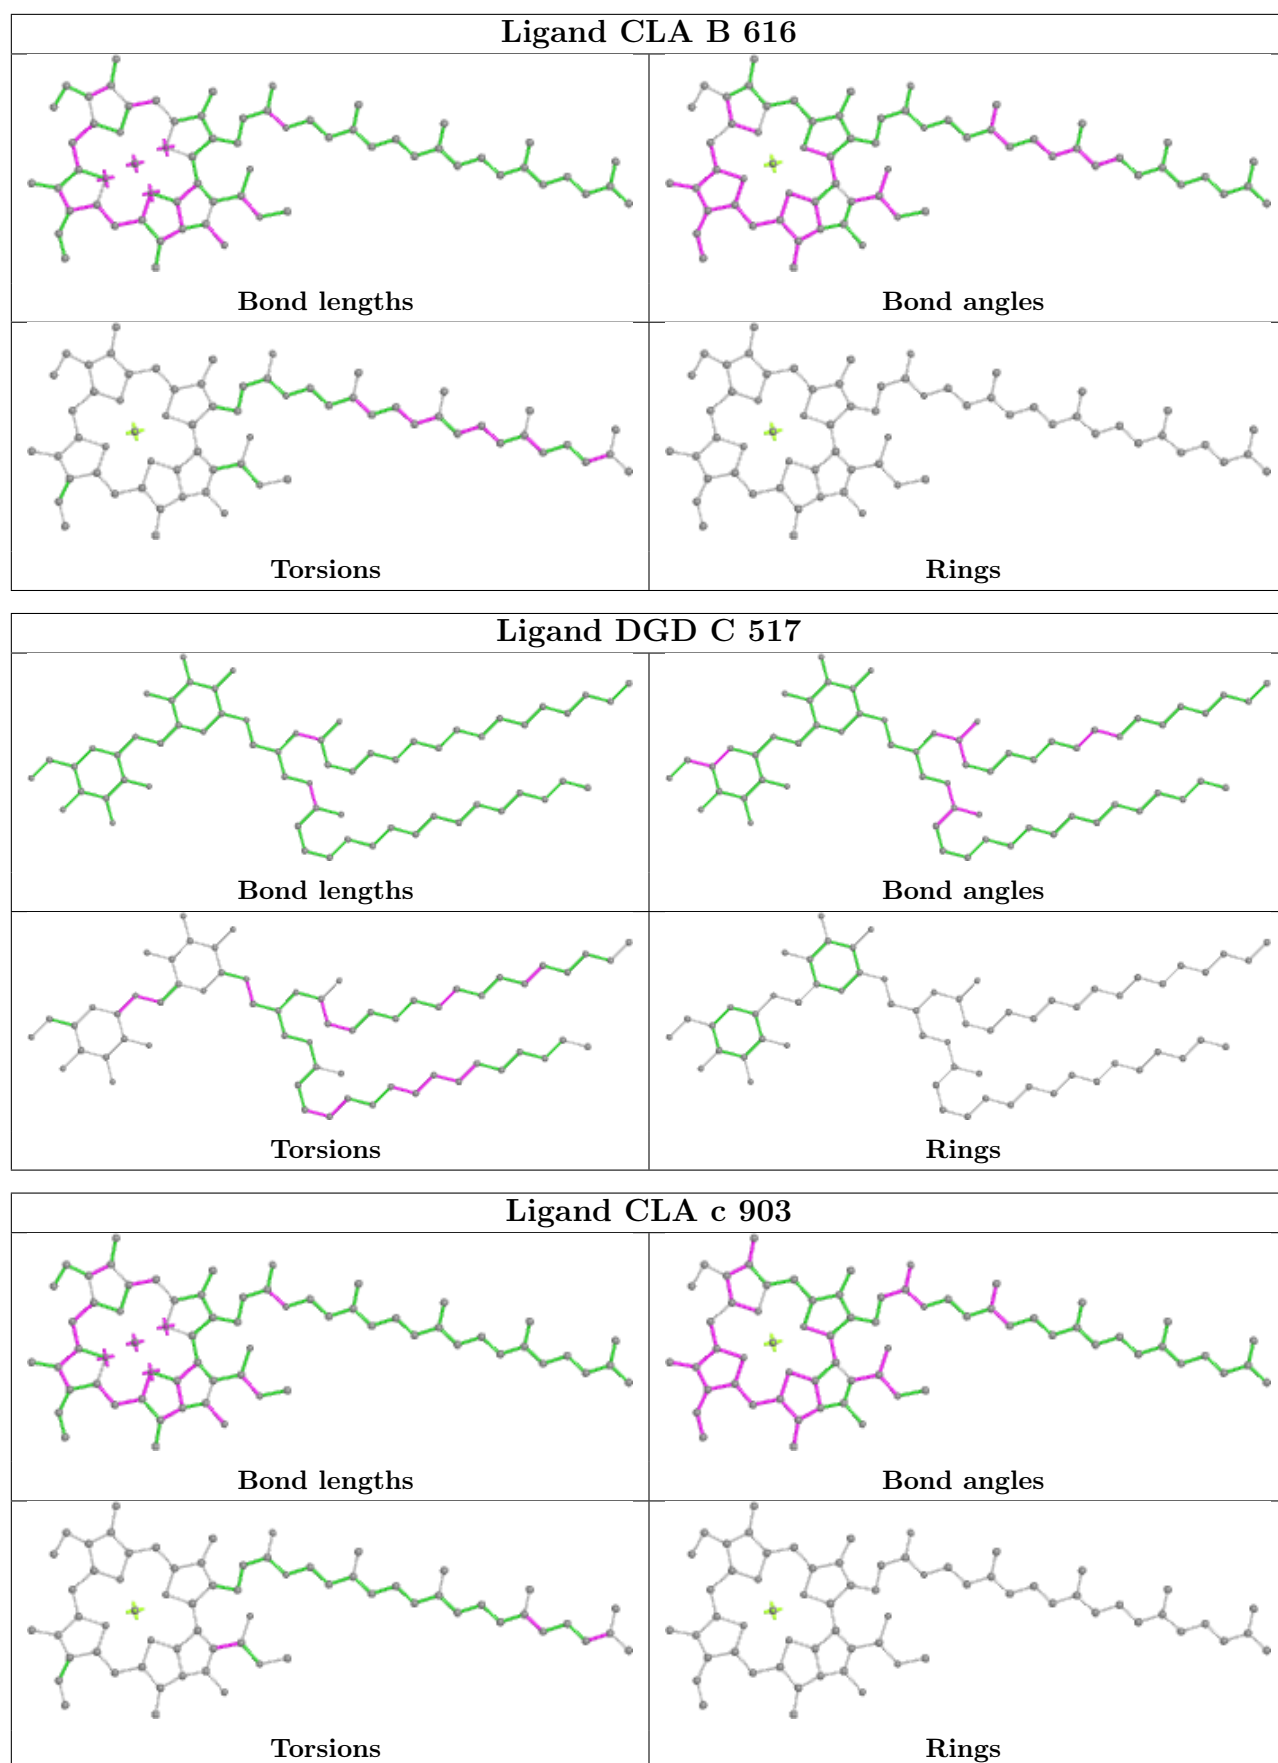 Ligand CLA B 616
Bond lengths
Bond angles
Torsions
Rings
Ligand DGD C 517
Bond lengths
Bond angles
Torsions
Rings
Ligand CLA c 903
Bond lengths
Bond angles
Torsions
Rings